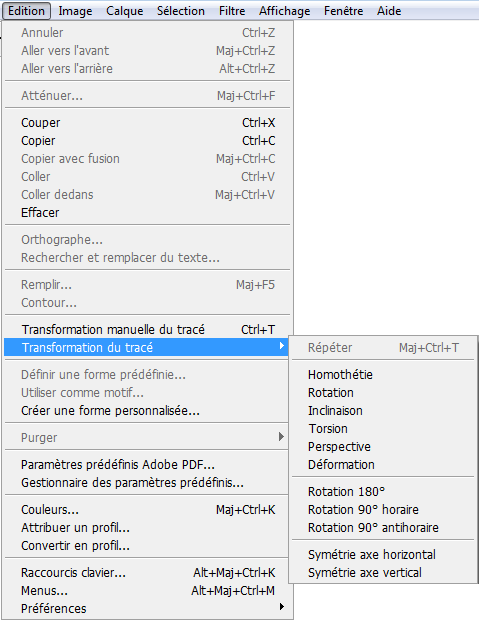 Edition Image Calque Sélection Filtre Affichage Fenêtre Aide
Annuler Ctrl+Z
Aller vers l'avant Maj+Ctrl+Z
Aller vers l'arrière Alt+Ctrl+Z
Atténuer... Maj+Ctrl+F
Couper Ctrl+X
Copier Ctrl+C
Copier avec fusion Maj+Ctrl+C
Coller Ctrl+V
Coller dedans Maj+Ctrl+V
Effacer
Orthographe...
Rechercher et remplacer du texte...
Remplir... Maj+F5
Contour...
Transformation manuelle du tracé Ctrl+T
Transformation du tracé
Définir une forme prédéfinie...
Utiliser comme motif...
Créer une forme personnalisée...
Purger
Paramètres prédéfinis Adobe PDF...
Gestionnaire des paramètres prédéfinis...
Couleurs... Maj+Ctrl+K
Attribuer un profil...
Convertir en profil...
Raccourcis clavier... Alt+Maj+Ctrl+K
Menus... Alt+Maj+Ctrl+M
Préférences
Répéter Maj+Ctrl+T
Homothétie
Rotation
Inclinaison
Torsion
Perspective
Déformation
Rotation 180°
Rotation 90° horaire
Rotation 90° antihoraire
Symétrie axe horizontal
Symétrie axe vertical